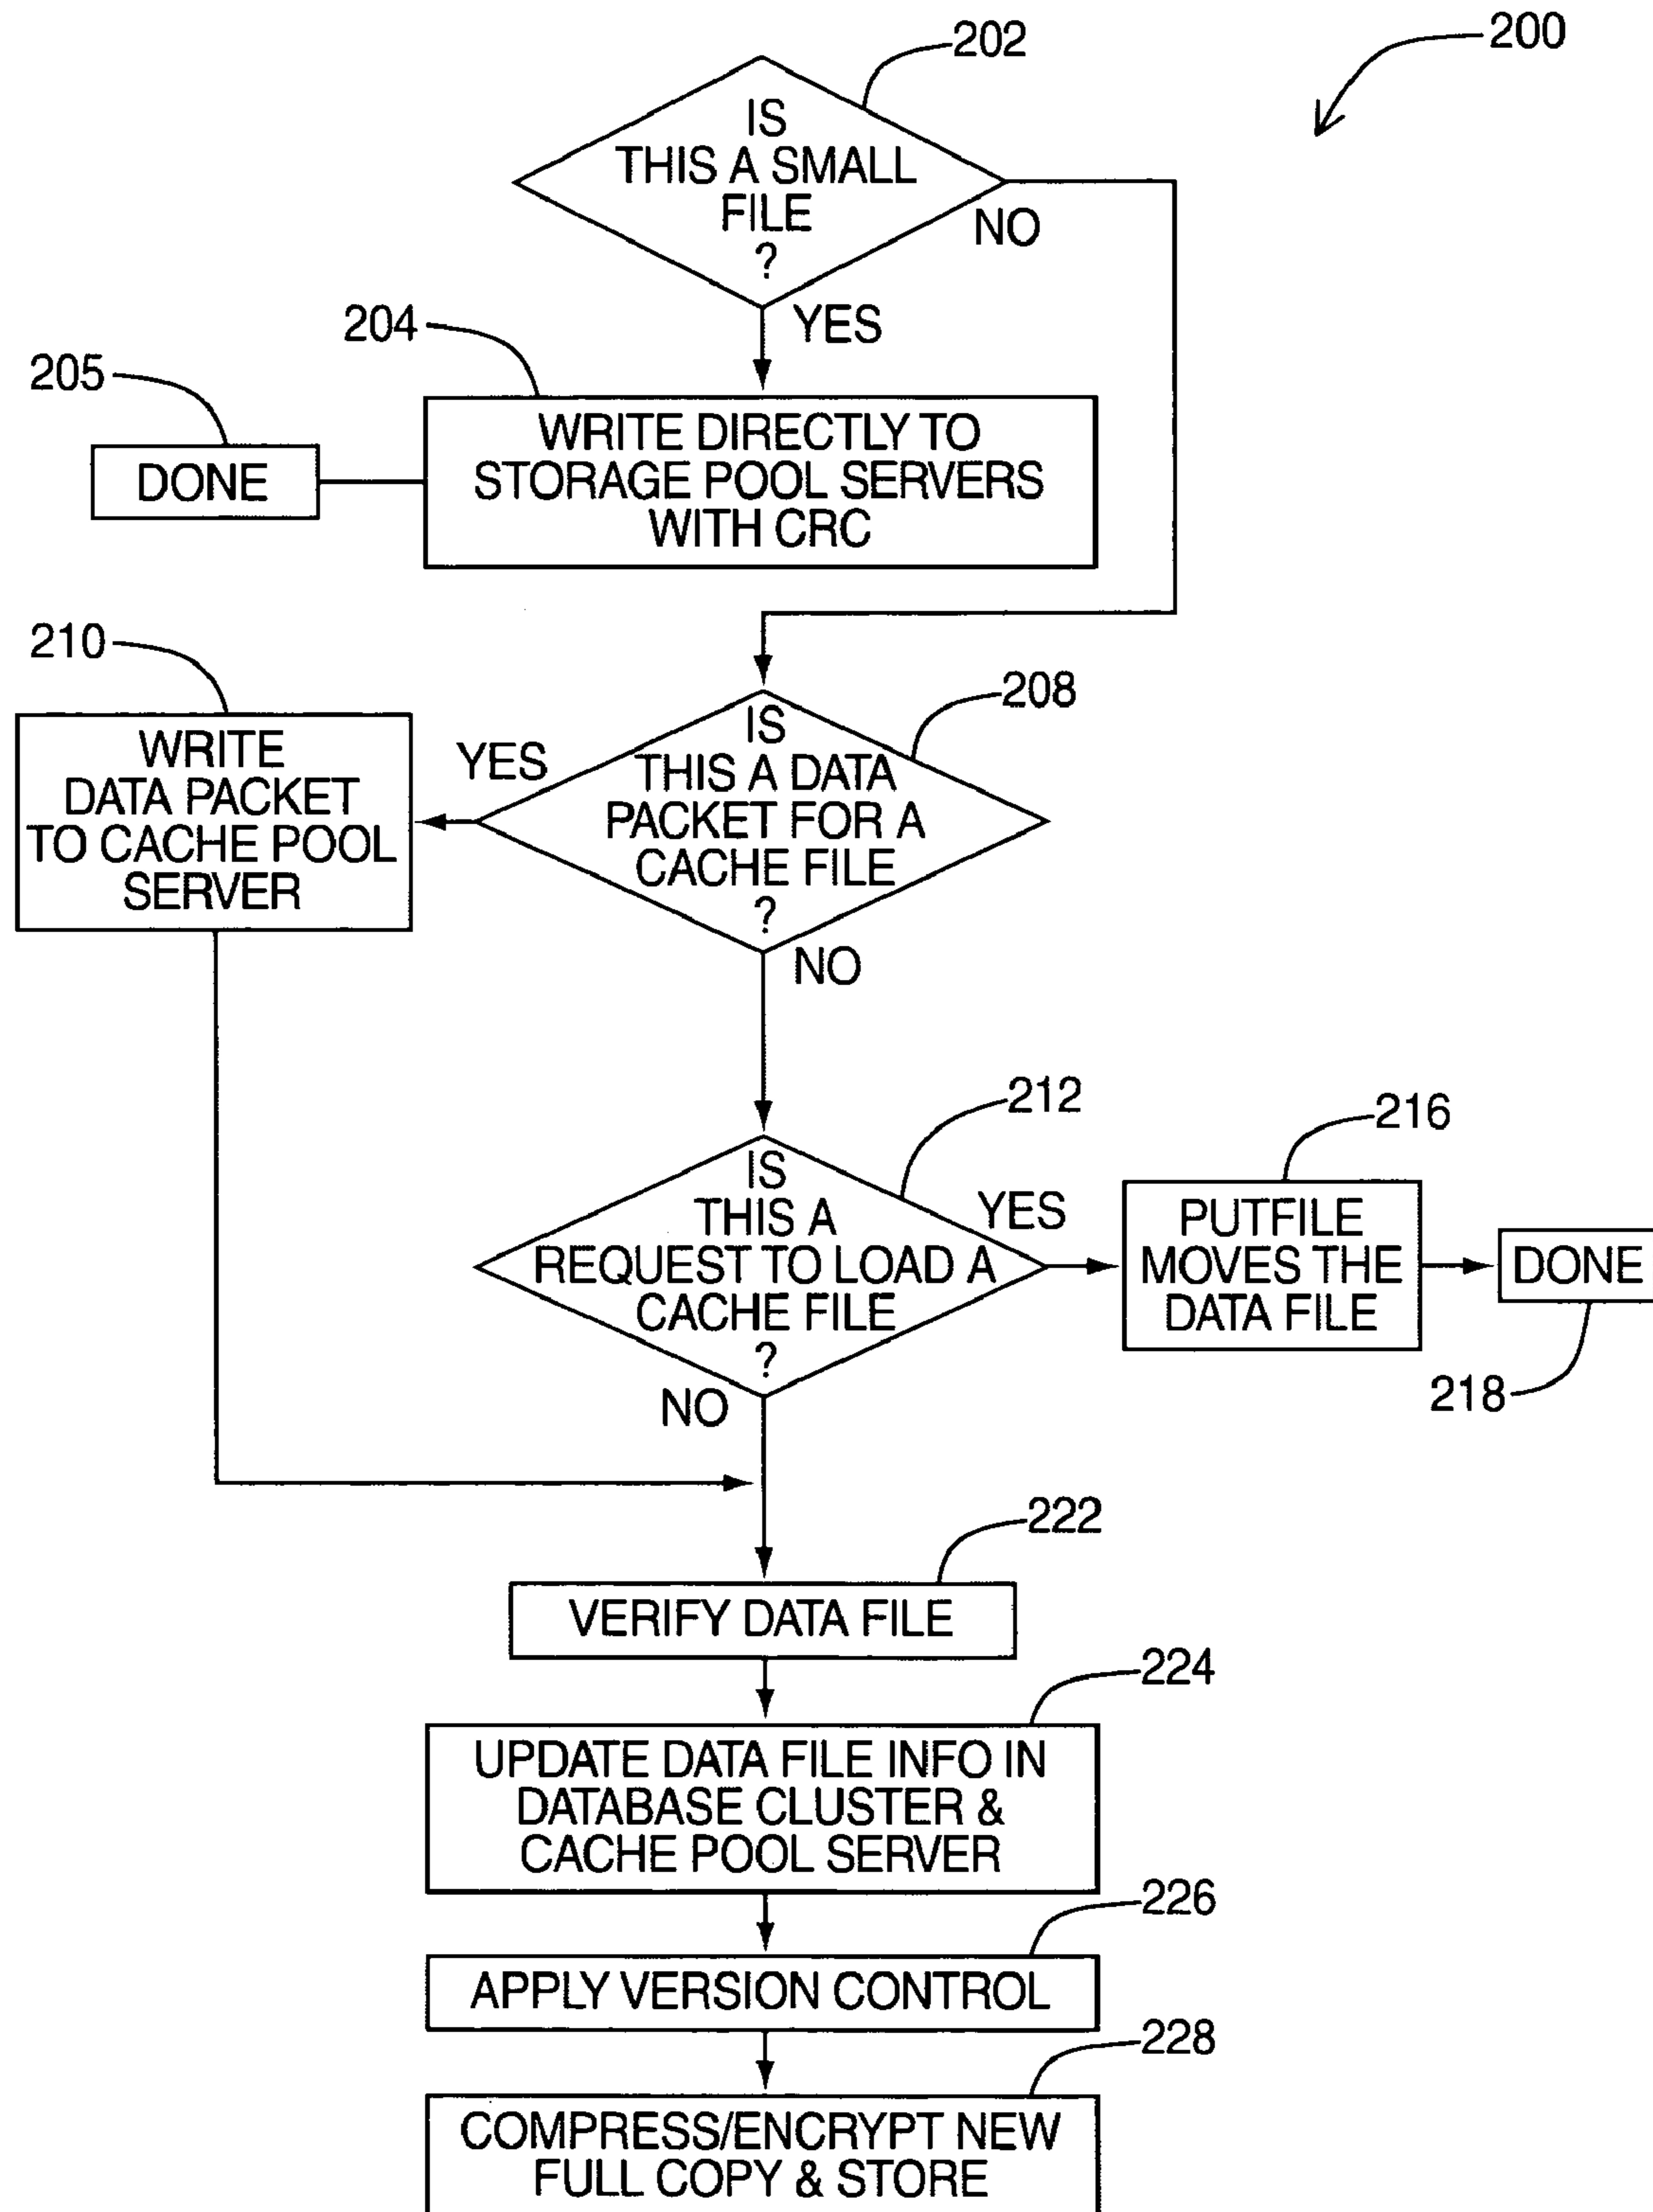 200
202
IS
THIS A SMALL
FILE
?
NO
YES
204
205
WRITE DIRECTLY TO
STORAGE POOL SERVERS
WITH CRC
DONE
210
208
WRITE
DATA PACKET
TO CACHE POOL
SERVER
YES
IS
THIS A DATA
PACKET FOR A
CACHE FILE
?
NO
212
216
IS
THIS A
REQUEST TO LOAD A
CACHE FILE
?
YES
PUTFILE
MOVES THE
DATA FILE
DONE
218
NO
222
VERIFY DATA FILE
224
UPDATE DATA FILE INFO IN
DATABASE CLUSTER &
CACHE POOL SERVER
226
APPLY VERSION CONTROL
228
COMPRESS/ENCRYPT NEW
FULL COPY & STORE